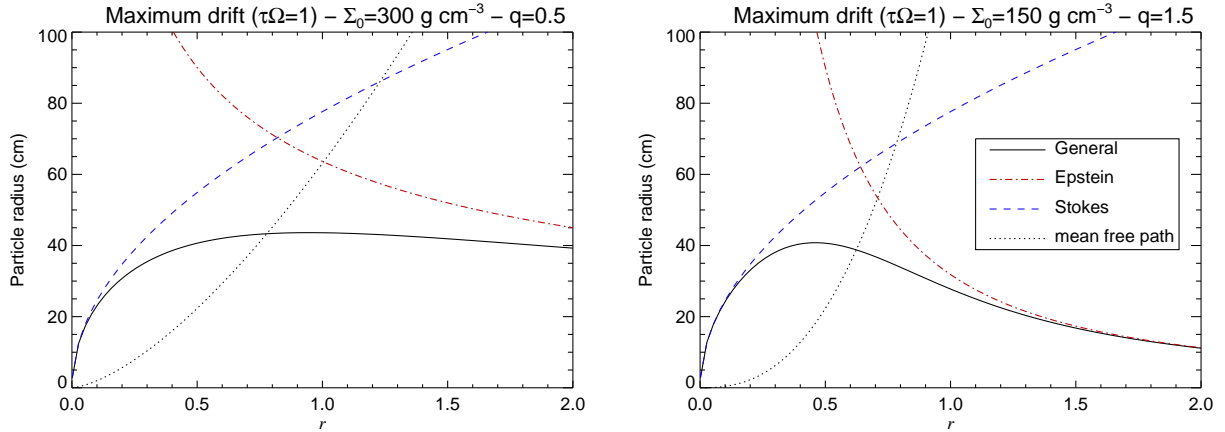 Maximum drift (τΩ=1) − Σ₀=300 g cm⁻³ − q=0.5
Particle radius (cm)
100
80
60
40
20
0
0.0 0.5 1.0 1.5 2.0
r
Maximum drift (τΩ=1) − Σ₀=150 g cm⁻³ − q=1.5
Particle radius (cm)
100
80
60
40
20
0
General
Epstein
Stokes
mean free path
0.0 0.5 1.0 1.5 2.0
r